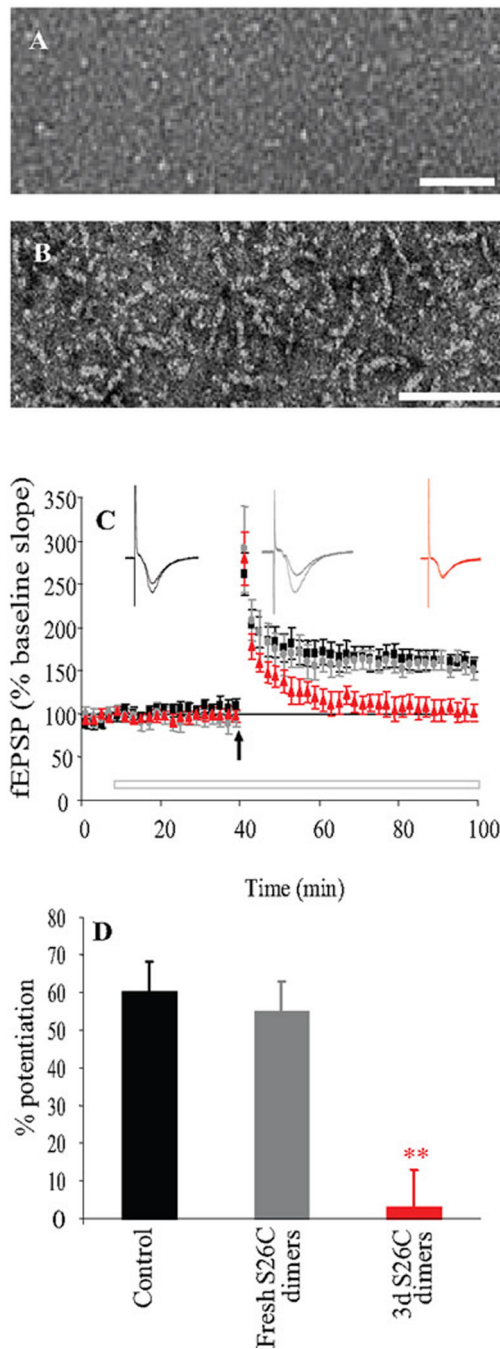 A
B
C
fEPSP (% baseline slope)
350
300
250
200
150
100
50
0
0 20 40 60 80 100
Time (min)
D
% potentiation
80
70
60
50
40
30
20
10
0
**
Control
Fresh S26C
dimers
3d S26C
dimers